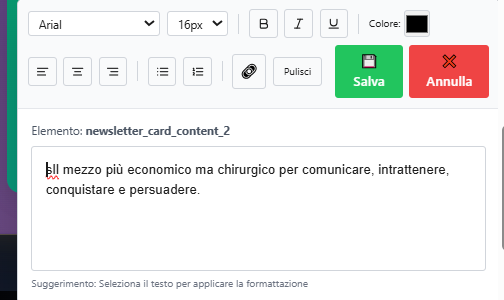 Arial
16px
B
I
U
Colore:
Pulisci
Salva
Annulla
Elemento: newsletter_card_content_2
sIl mezzo più economico ma chirurgico per comunicare, intrattenere,
conquistare e persuadere.
Suggerimento: Seleziona il testo per applicare la formattazione